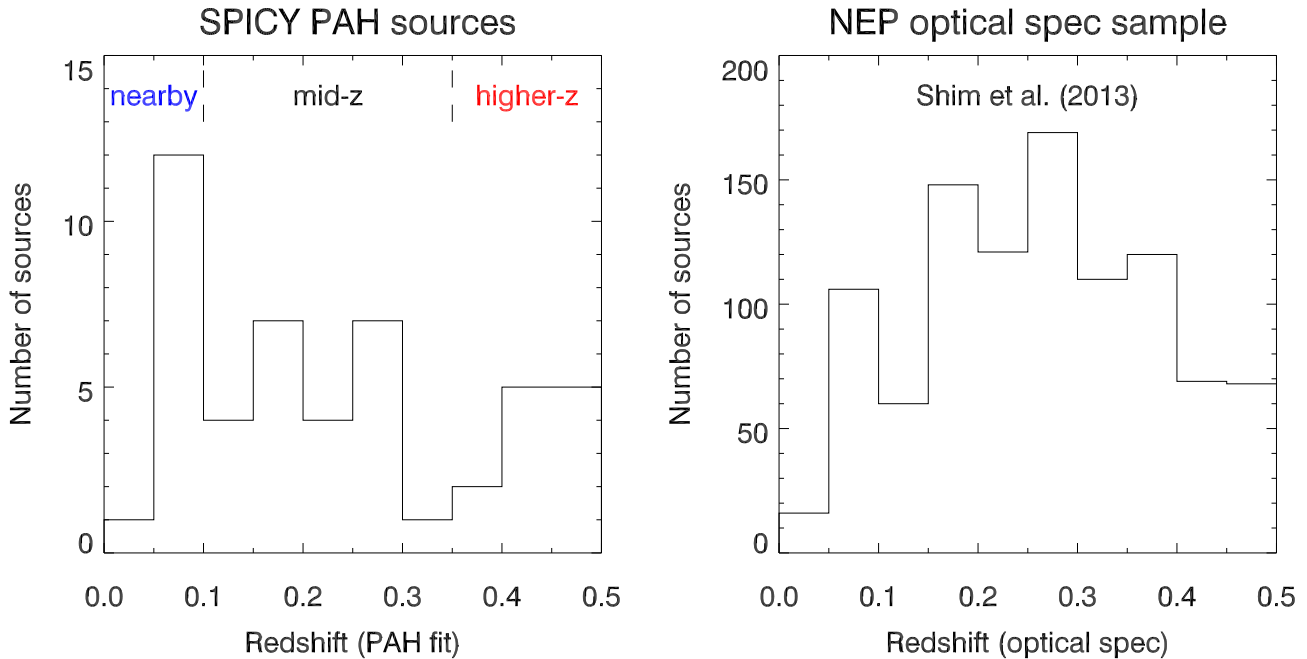 SPICY PAH sources
15
nearby mid-z higher-z
10
5
0
Number of sources
0.0 0.1 0.2 0.3 0.4 0.5
Redshift (PAH fit)
NEP optical spec sample
200
Shim et al. (2013)
150
100
50
0
Number of sources
0.0 0.1 0.2 0.3 0.4 0.5
Redshift (optical spec)